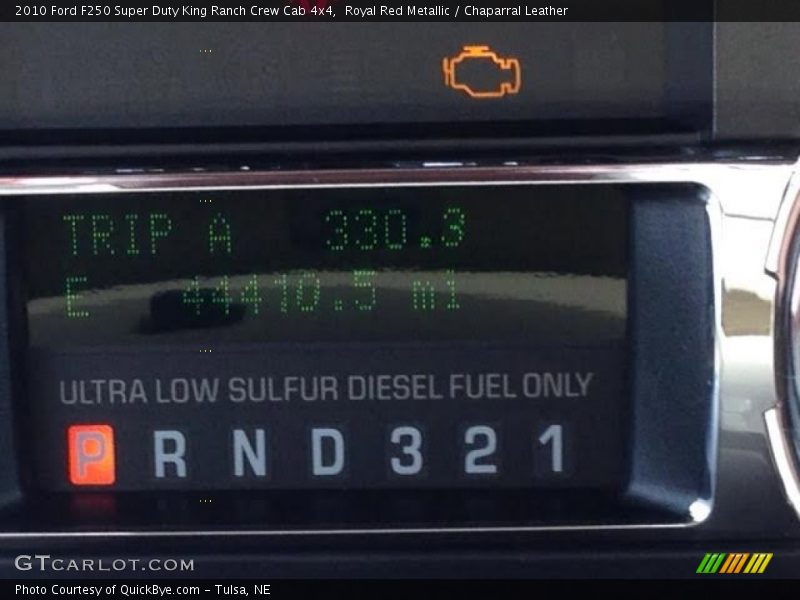 2010 Ford F250 Super Duty King Ranch Crew Cab 4x4,  Royal Red Metallic / Chaparral Leather
TRIP A 330.3
E 44410.5 mi
ULTRA LOW SULFUR DIESEL FUEL ONLY
P R N D 3 2 1
GTCARLOT.COM
Photo Courtesy of QuickBye.com - Tulsa, NE